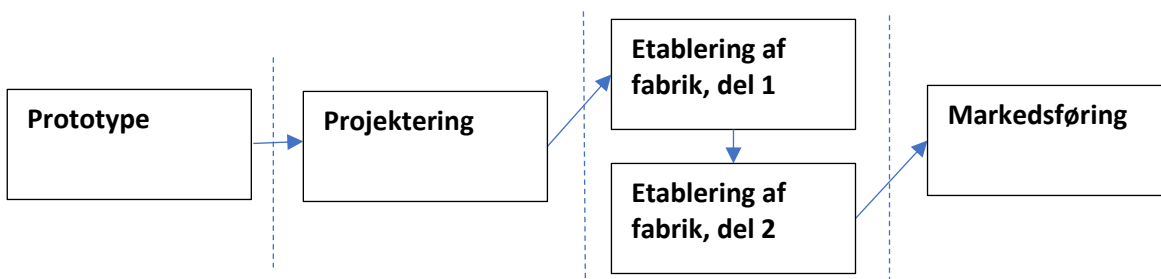 Prototype
Projektering
Etablering af
fabrik, del 1
Etablering af
fabrik, del 2
Markedsføring